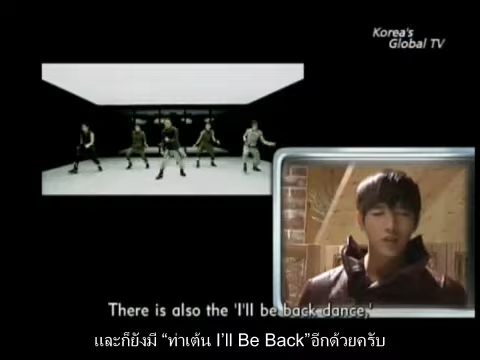 Korea's
Global TV
There is also the 'I'll be back dance,'
และก็ยังมี “ท่าเต้น I’ll Be Back”อีกด้วยครับ